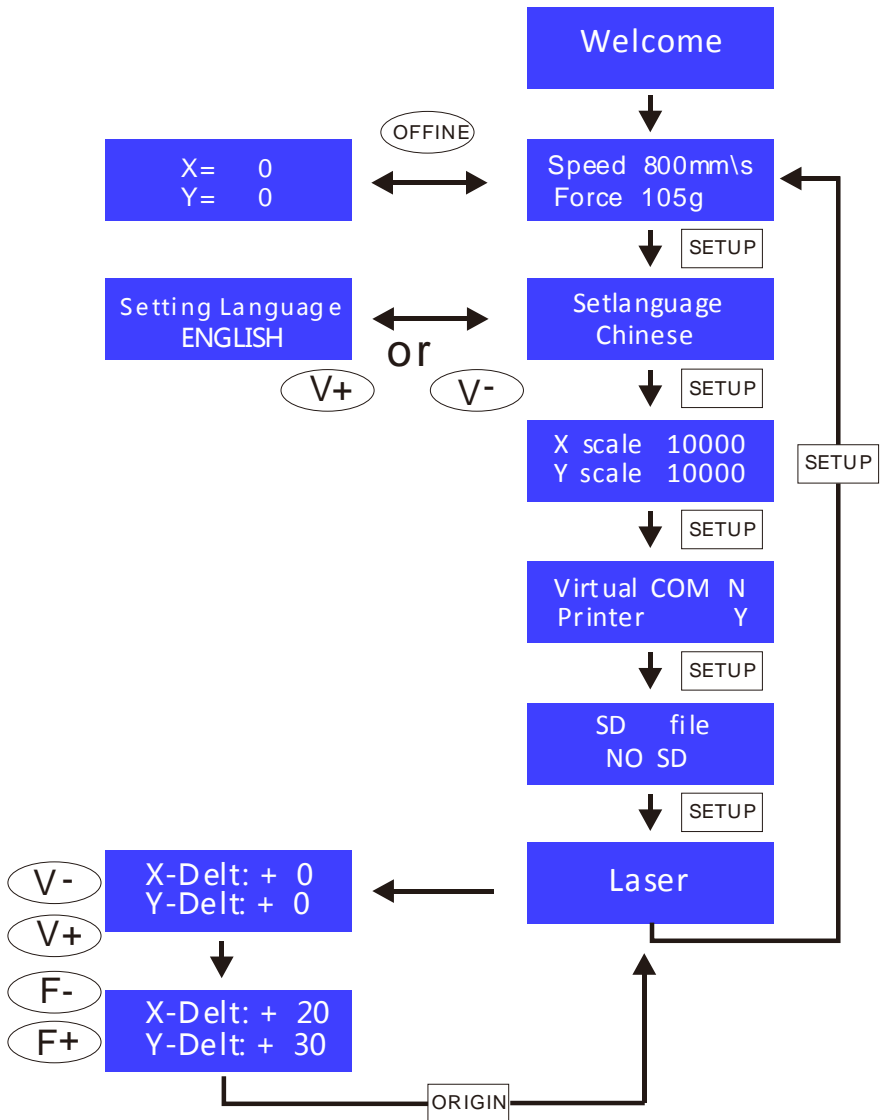 Welcome
OFFINE
X= 0
Y= 0
Speed 800mm\s
Force 105g
SETUP
Setting Language
ENGLISH
Setlanguage
Chinese
or
V+
V-
SETUP
X scale 10000
Y scale 10000
SETUP
SETUP
Virtual COM N
Printer Y
SETUP
SD file
NO SD
SETUP
Laser
V-
V+
X-Delt: + 0
Y-Delt: + 0
F-
F+
X-Delt: + 20
Y-Delt: + 30
ORIGIN